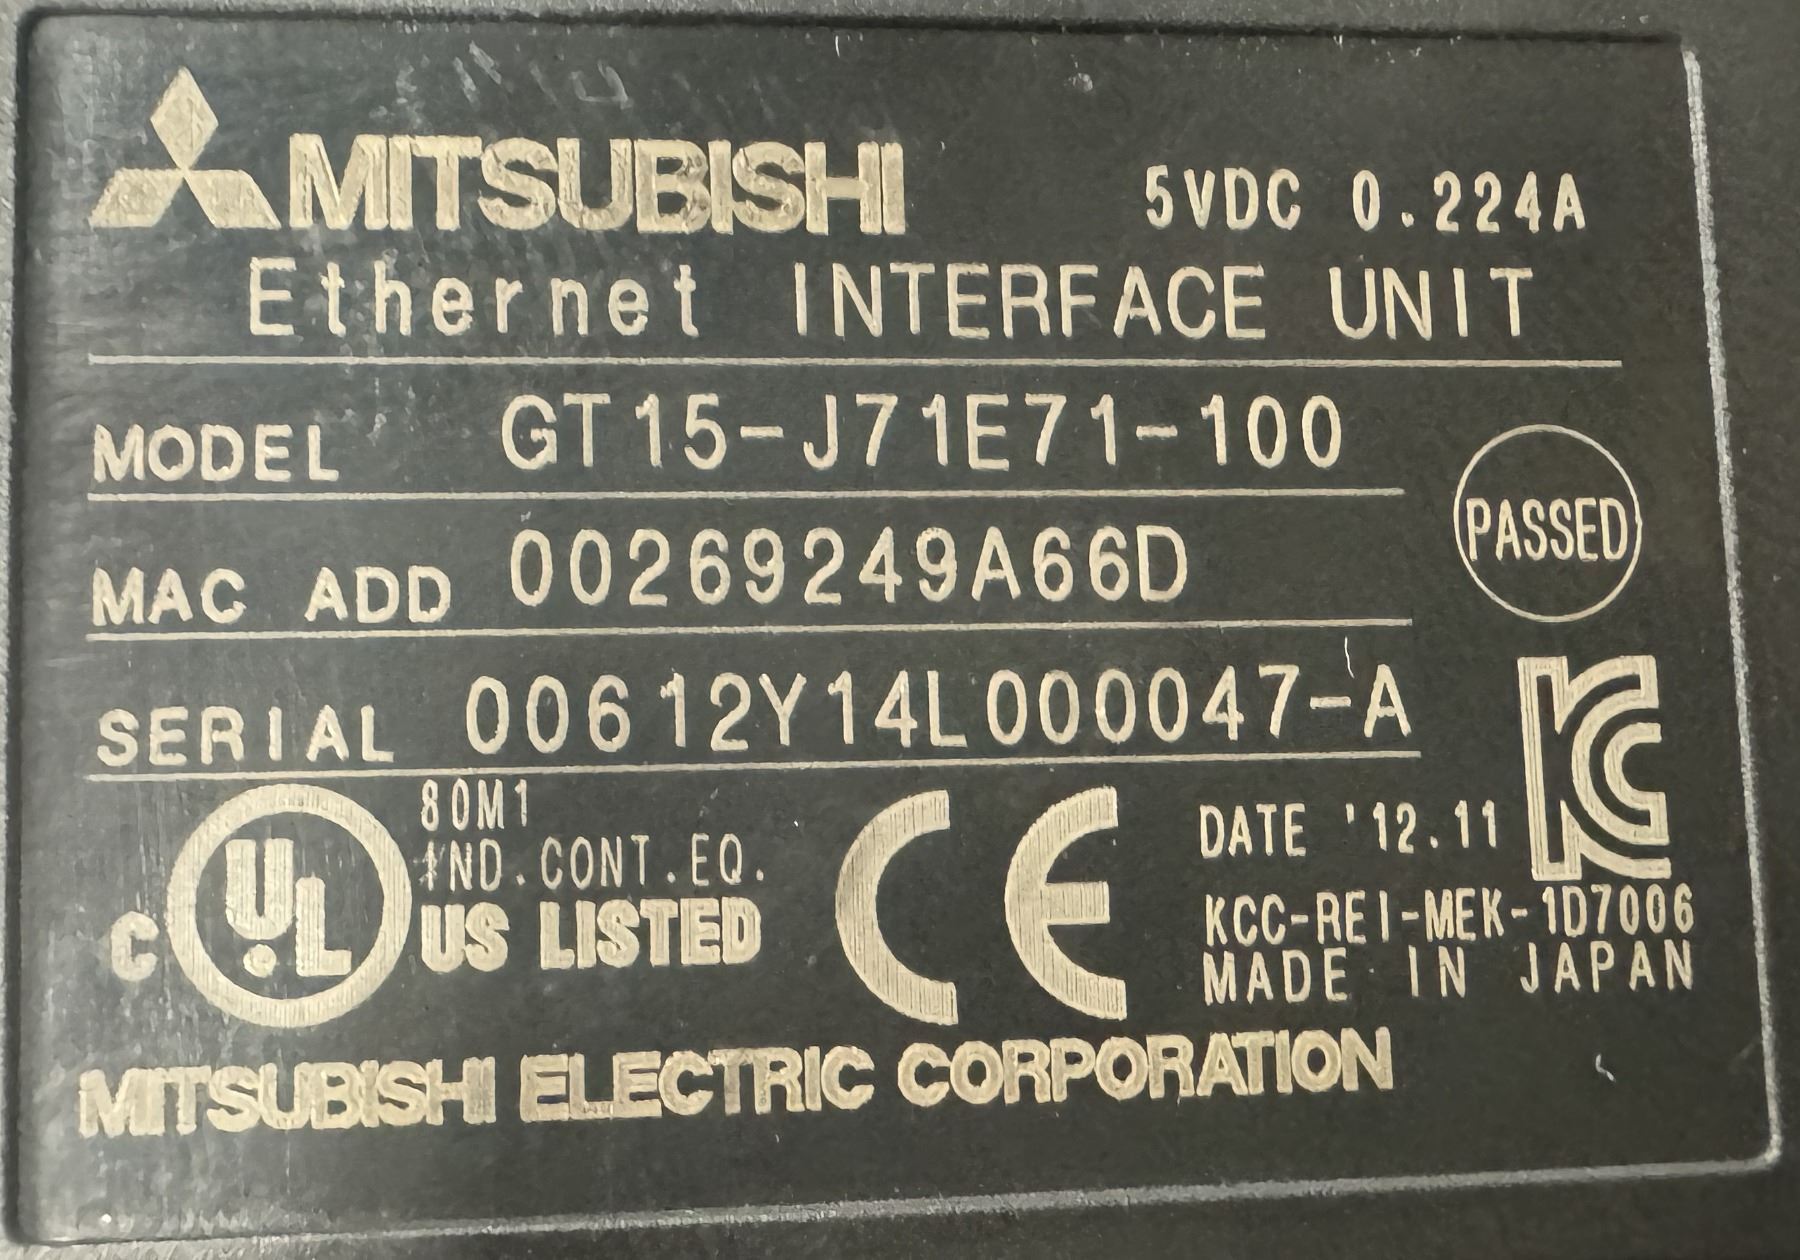 MITSUBISHI 5VDC 0.224A
Ethernet INTERFACE UNIT
MODEL GT15-J71E71-100
MAC ADD 00269249A66D
PASSED
SERIAL 00612Y14L000047-A
80M1
IND.CONT.EQ.
C UL US LISTED
CE
DATE '12.11
KC
KCC-REI-MEK-1D7006
MADE IN JAPAN
MITSUBISHI ELECTRIC CORPORATION